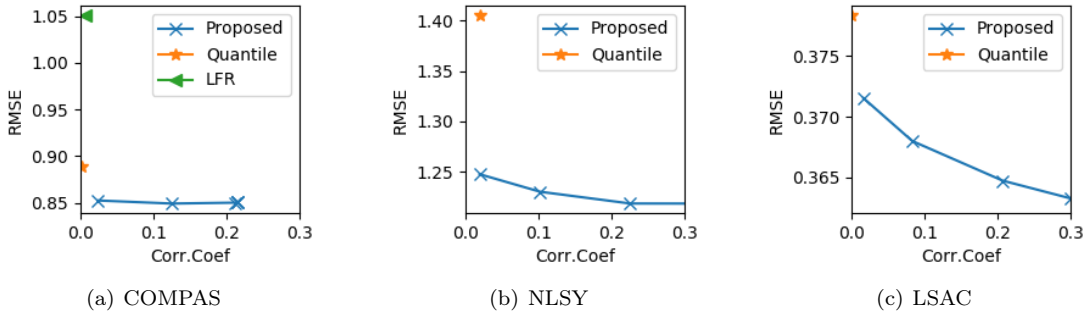 1.05
1.00
0.95
0.90
0.85
RMSE
Proposed
Quantile
LFR
0.0 0.1 0.2 0.3
Corr.Coef
(a) COMPAS
1.40
1.35
1.30
1.25
RMSE
Proposed
Quantile
0.0 0.1 0.2 0.3
Corr.Coef
(b) NLSY
0.375
0.370
0.365
RMSE
Proposed
Quantile
0.0 0.1 0.2 0.3
Corr.Coef
(c) LSAC